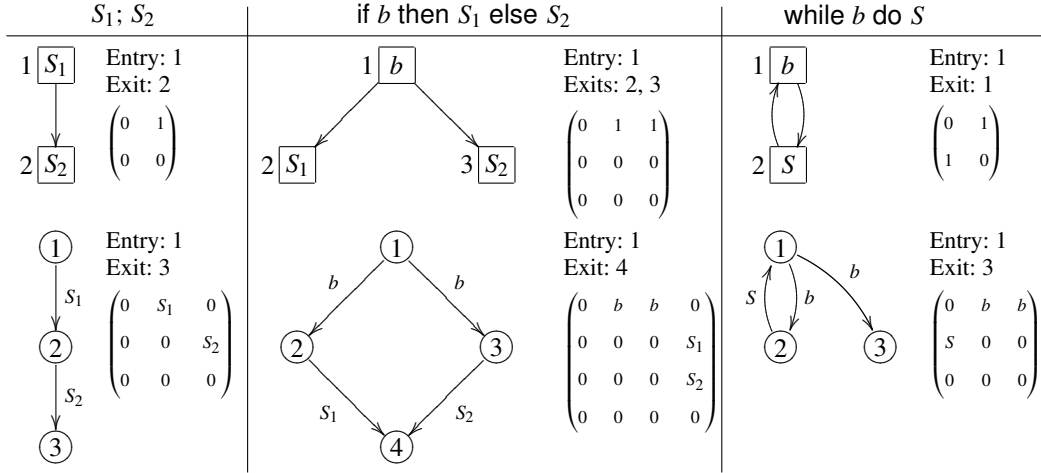 S₁; S₂
if b then S₁ else S₂
while b do S
1 S₁
Entry: 1
Exit: 2
0 1
0 0
2 S₂
1 b
Entry: 1
Exits: 2, 3
0 1 1
0 0 0
0 0 0
2 S₁
3 S₂
1 b
Entry: 1
Exit: 1
0 1
1 0
2 S
1
Entry: 1
Exit: 3
S₁
0 S₁ 0
0 0 S₂
0 0 0
2
S₂
3
1
Entry: 1
Exit: 4
b b
0 b b 0
0 0 0 S₁
0 0 0 S₂
0 0 0 0
2 3
S₁ S₂
4
1
Entry: 1
Exit: 3
b
S b
0 b b
S 0 0
0 0 0
2 3